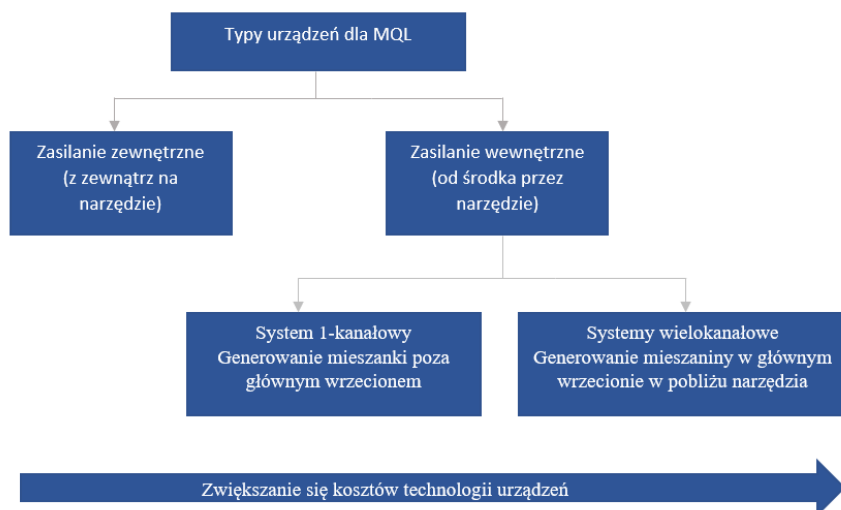 Typy urządzeń dla MQL
Zasilanie zewnętrzne
(z zewnątrz na
narzędzie)
Zasilanie wewnętrzne
(od środka przez
narzędzie)
System 1-kanałowy
Generowanie mieszanki poza
głównym wrzecionem
Systemy wielokanałowe
Generowanie mieszaniny w głównym
wrzecionie w pobliżu narzędzia
Zwiększanie się kosztów technologii urządzeń